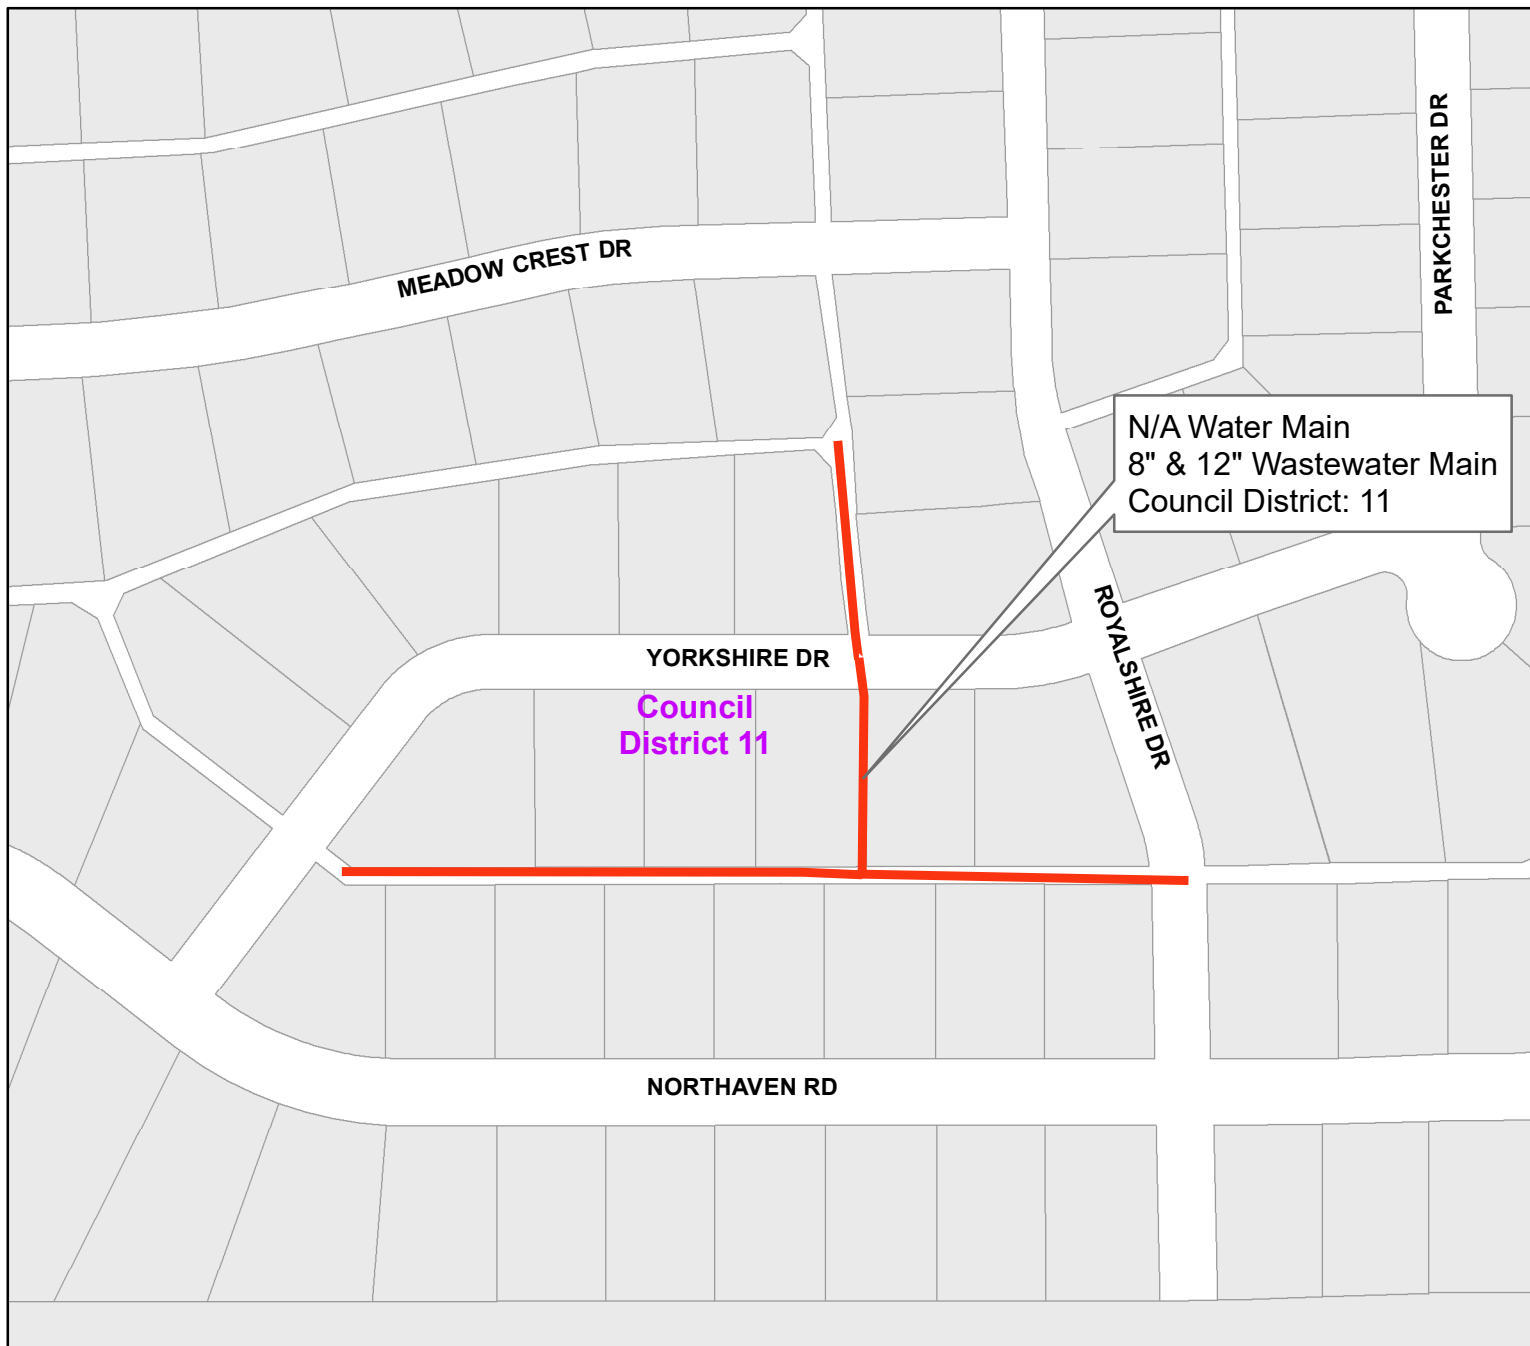 PARKCHESTER DR
MEADOW CREST DR
N/A Water Main
8" & 12" Wastewater Main
Council District: 11
ROYALSHIRE DR
YORKSHIRE DR
Council
District 11
NORTHAVEN RD